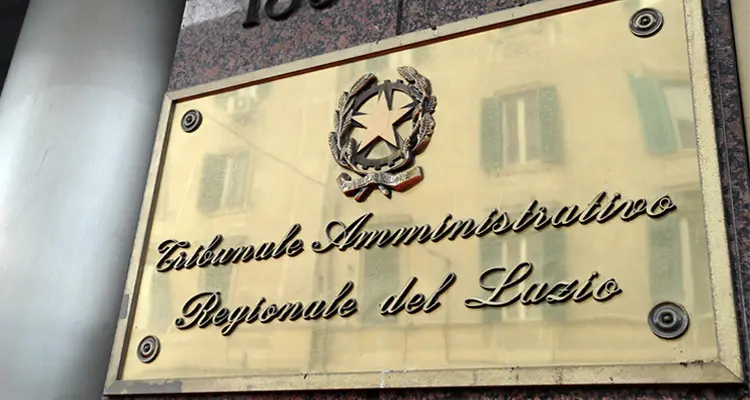 Tribunale Amministrativo
Regionale del Lazio